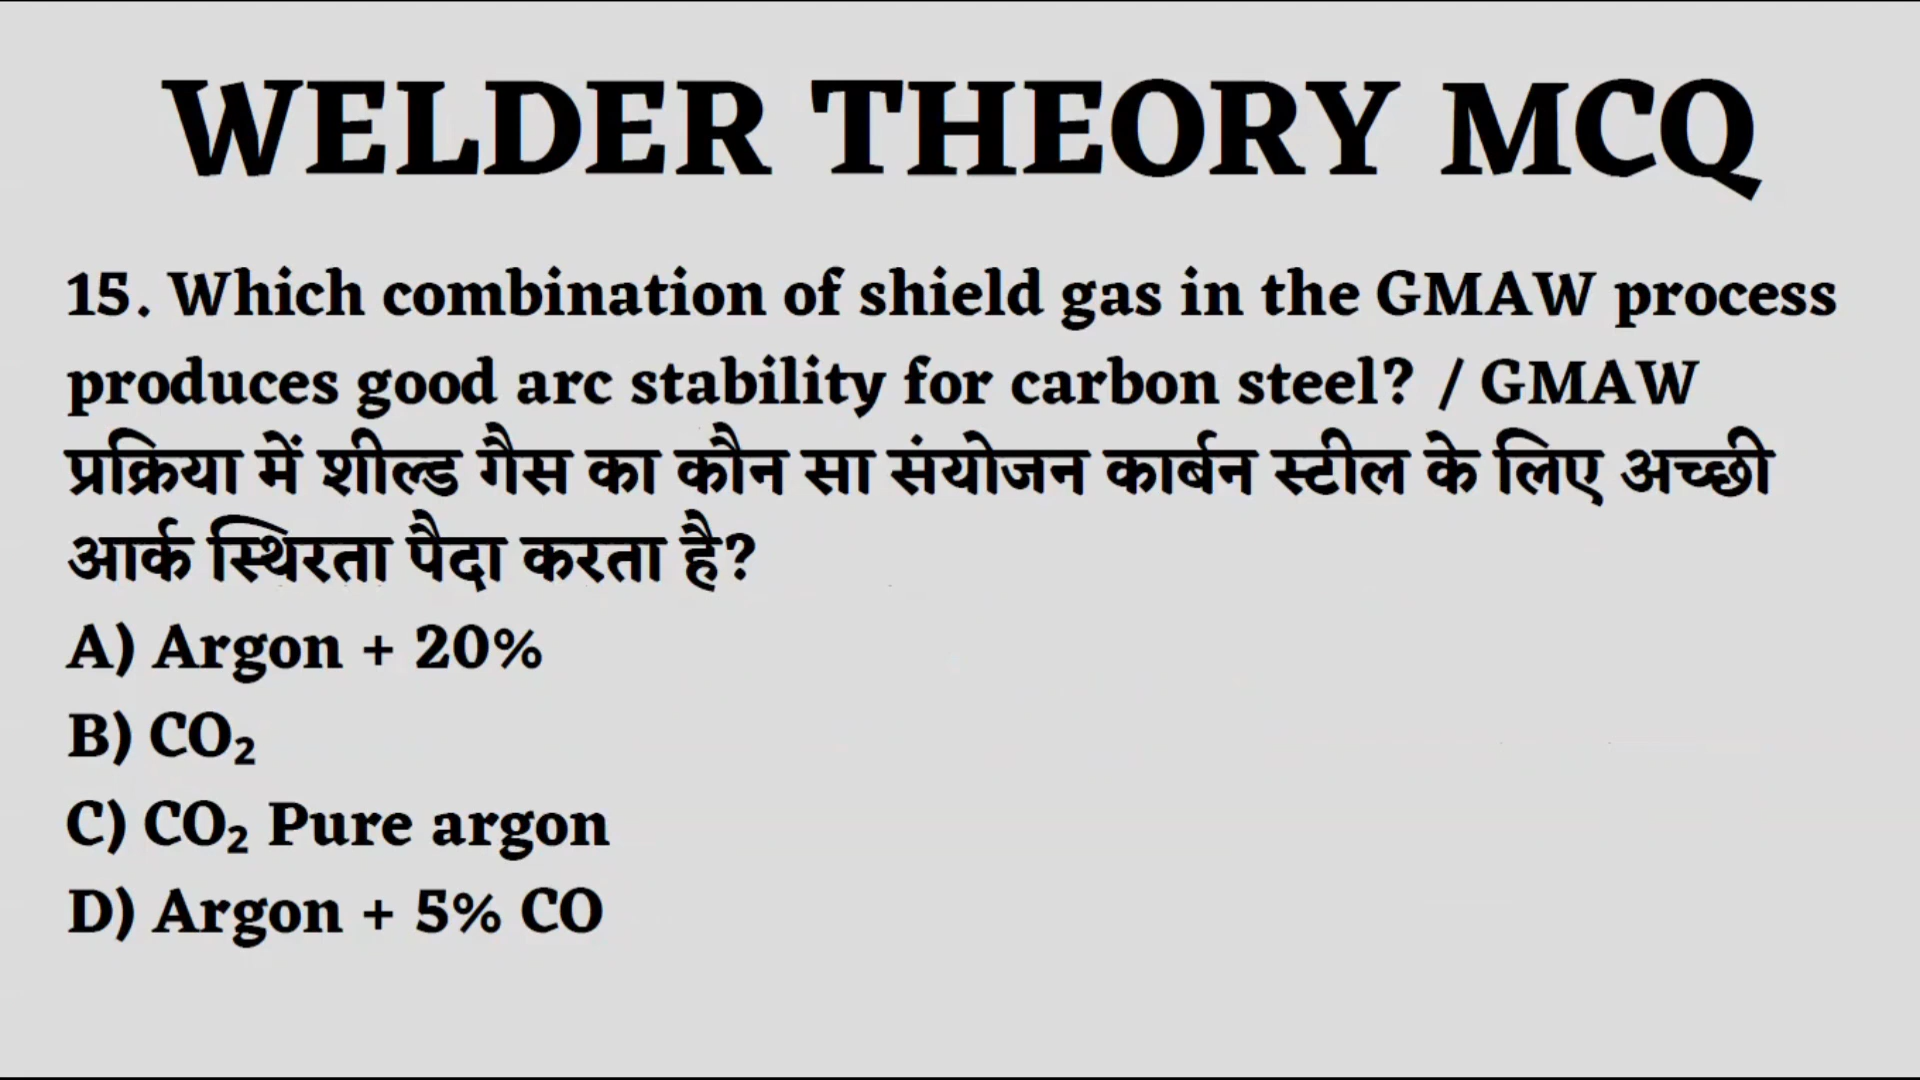 WELDER THEORY MCQ
15. Which combination of shield gas in the GMAW process
produces good arc stability for carbon steel? / GMAW
प्रक्रिया में शील्ड गैस का कौन सा संयोजन कार्बन स्टील के लिए अच्छी
आर्क स्थिरता पैदा करता है?
A) Argon + 20%
B) CO₂
C) CO₂ Pure argon
D) Argon + 5% CO